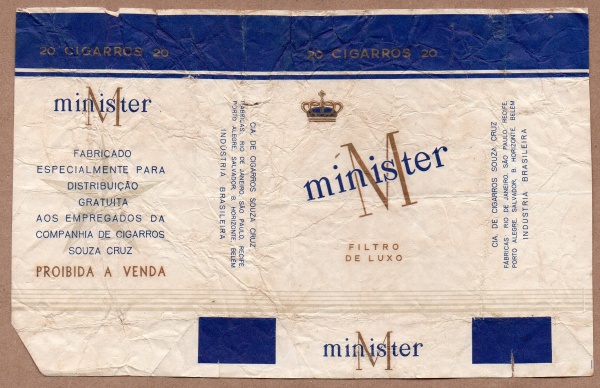 20 CIGARROS 20
20 CIGARROS 20
M
minister
FABRICADO
ESPECIALMENTE PARA
DISTRIBUIÇÃO
GRATUITA
AOS EMPREGADOS DA
COMPANHIA DE CIGARROS
SOUZA CRUZ
PROIBIDA A VENDA
CIA. DE CIGARROS SOUZA CRUZ
FÁBRICAS: RIO DE JANEIRO, SÃO PAULO, RECIFE,
PORTO ALEGRE, SALVADOR, B. HORIZONTE, BELÉM
INDÚSTRIA BRASILEIRA
M
minister
FILTRO
DE LUXO
CIA. DE CIGARROS SOUZA CRUZ
FÁBRICAS: RIO DE JANEIRO, SÃO PAULO, RECIFE,
PORTO ALEGRE, SALVADOR, B. HORIZONTE, BELÉM
INDÚSTRIA BRASILEIRA
M
minister